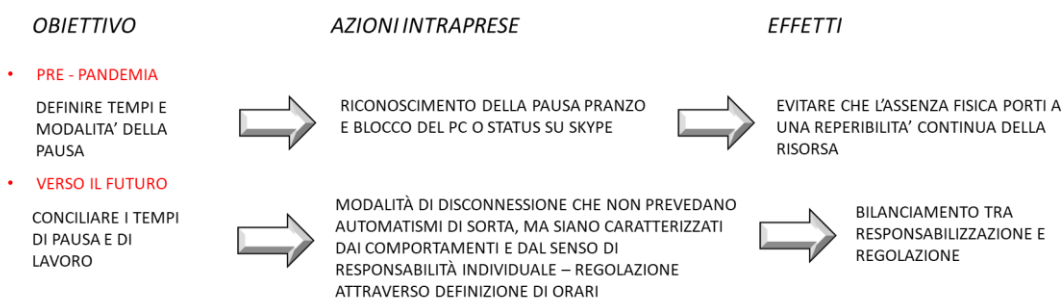 OBIETTIVO
AZIONI INTRAPRESE
EFFETTI
• PRE - PANDEMIA
DEFINIRE TEMPI E
MODALITA' DELLA
PAUSA
RICONOSCIMENTO DELLA PAUSA PRANZO
E BLOCCO DEL PC O STATUS SU SKYPE
EVITARE CHE L'ASSENZA FISICA PORTI A
UNA REPERIBILITA' CONTINUA DELLA
RISORSA
• VERSO IL FUTURO
CONCILIARE I TEMPI
DI PAUSA E DI
LAVORO
MODALITÀ DI DISCONNESSIONE CHE NON PREVEDANO
AUTOMATISMI DI SORTA, MA SIANO CARATTERIZZATI
DAI COMPORTAMENTI E DAL SENSO DI
RESPONSABILITÀ INDIVIDUALE – REGOLAZIONE
ATTRAVERSO DEFINIZIONE DI ORARI
BILANCIAMENTO TRA
RESPONSABILIZZAZIONE E
REGOLAZIONE